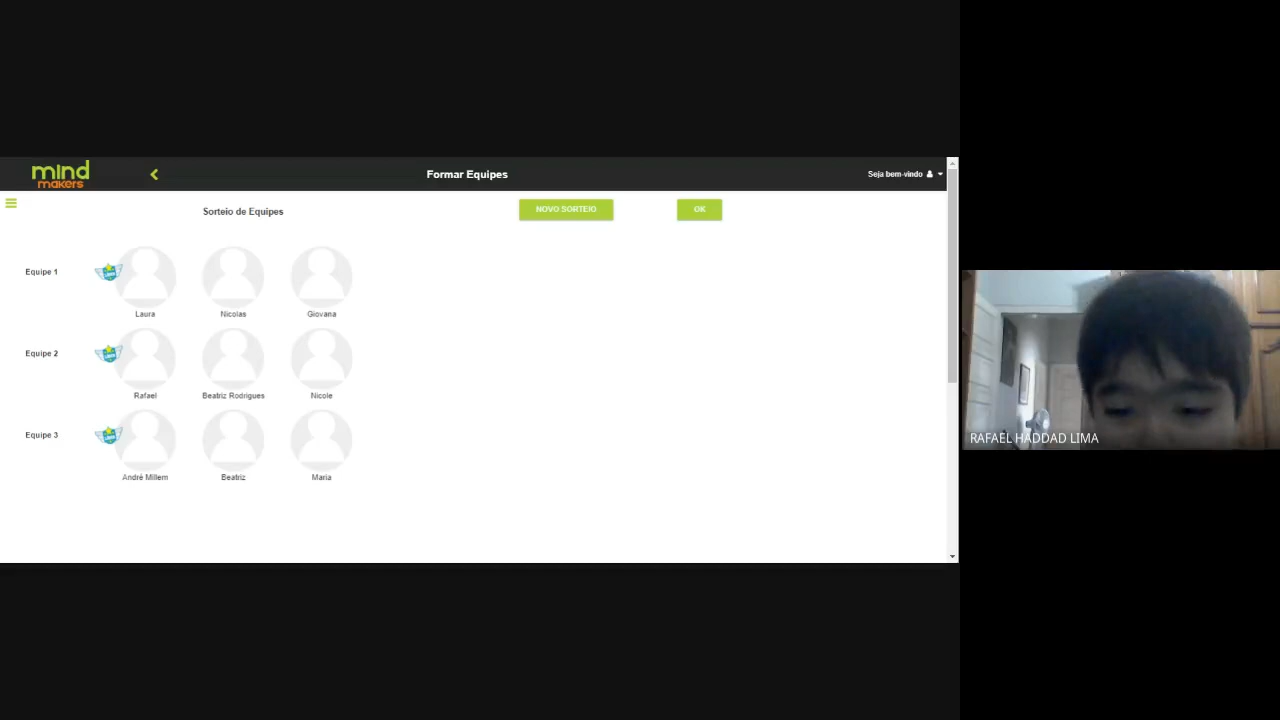 mind
makers
Formar Equipes
Seja bem-vindo
Sorteio de Equipes
NOVO SORTEIO
OK
Equipe 1
Laura
Nicolas
Giovana
Equipe 2
Rafael
Beatriz Rodrigues
Nicole
Equipe 3
André Millem
Beatriz
Maria
RAFAEL HADDAD LIMA